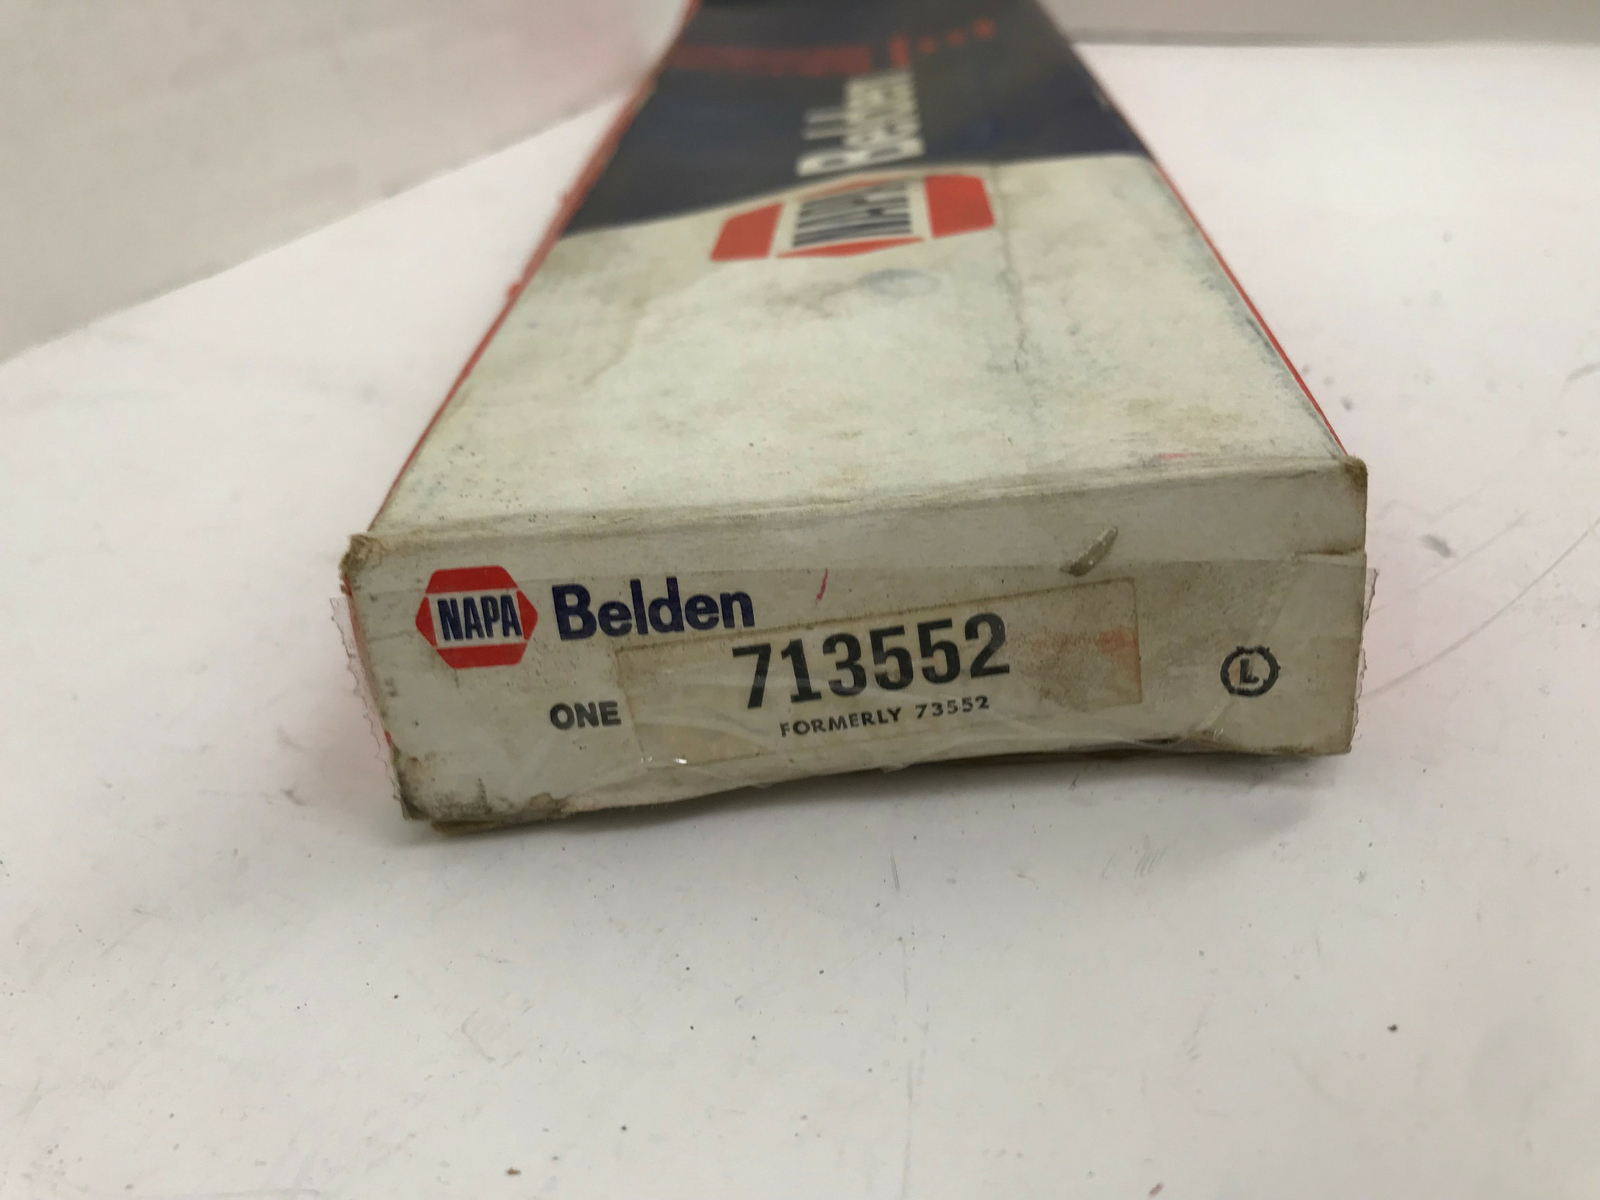 Belden
NAPA
NAPA Belden
713552
ONE
FORMERLY 73552
L